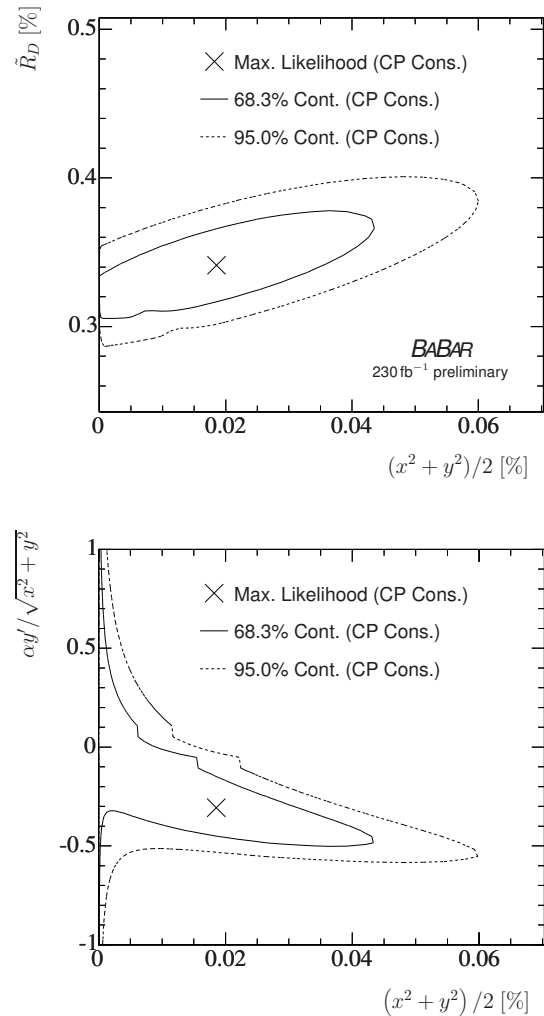 R̃_D [%]
0.5
Max. Likelihood (CP Cons.)
68.3% Cont. (CP Cons.)
95.0% Cont. (CP Cons.)
0.4
0.3
BABAR
230 fb⁻¹ preliminary
0 0.02 0.04 0.06
(x² + y²)/2 [%]
αy′/√x² + y²
1
Max. Likelihood (CP Cons.)
0.5
68.3% Cont. (CP Cons.)
95.0% Cont. (CP Cons.)
0
-0.5
-1
0 0.02 0.04 0.06
(x² + y²)/2 [%]